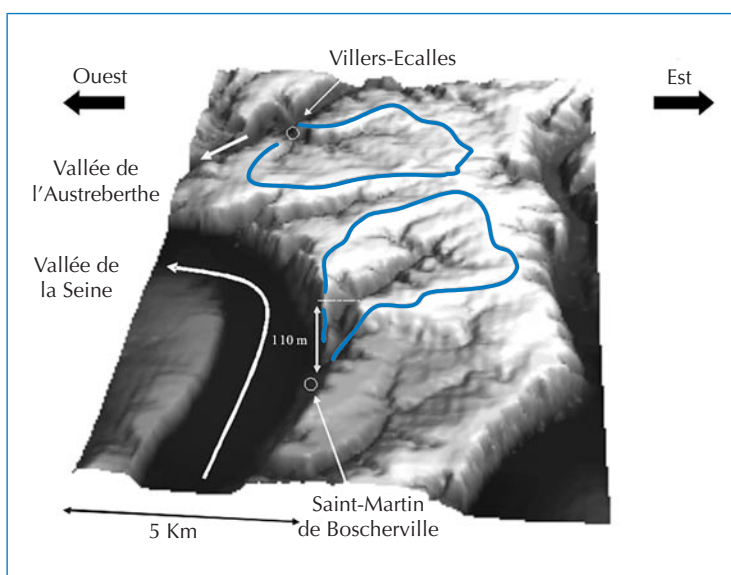 Villers-Ecalles
Ouest
Est
Vallée de
l'Austreberthe
Vallée de
la Seine
110 m
Saint-Martin
de Boscherville
5 Km